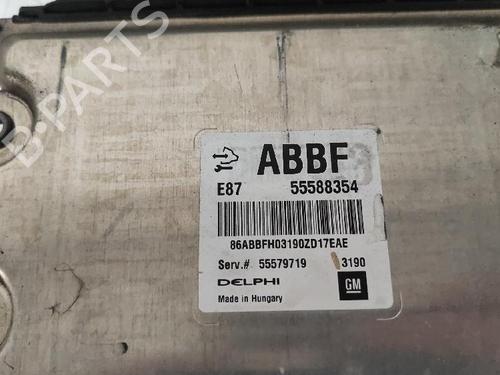 ABBF
E87 55588354
86ABBFH03190ZD17EAE
Serv.# 55579719 3190
DELPHI GM
Made in Hungary
B-PARTS